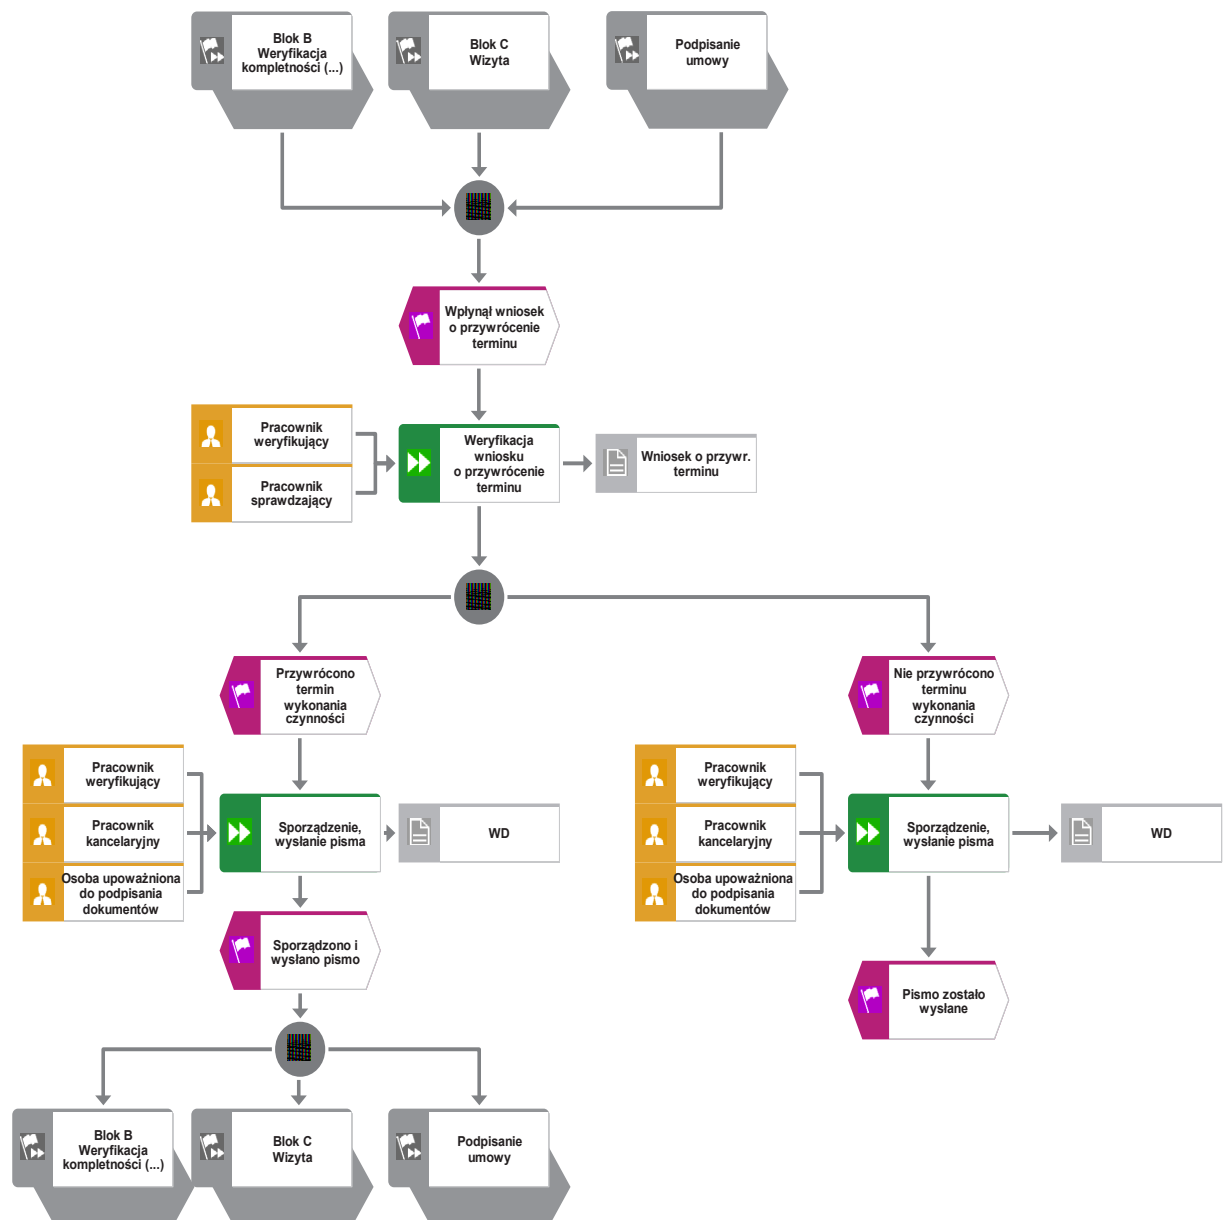 Blok B
Weryfikacja
kompletności (...)
Blok C
Wizyta
Podpisanie
umowy
Wpłynął wniosek
o przywrócenie
terminu
Pracownik
weryfikujący
Pracownik
sprawdzający
Weryfikacja
wniosku
o przywrócenie
terminu
Wniosek o przywr.
terminu
Przywrócono
termin
wykonania
czynności
Nie przywrócono
terminu
wykonania
czynności
Pracownik
weryfikujący
Pracownik
kancelaryjny
Osoba upoważniona
do podpisania
dokumentów
Sporządzenie,
wysłanie pisma
WD
Pracownik
weryfikujący
Pracownik
kancelaryjny
Osoba upoważniona
do podpisania
dokumentów
Sporządzenie,
wysłanie pisma
WD
Sporządzono i
wysłano pismo
Pismo zostało
wysłane
Blok B
Weryfikacja
kompletności (...)
Blok C
Wizyta
Podpisanie
umowy